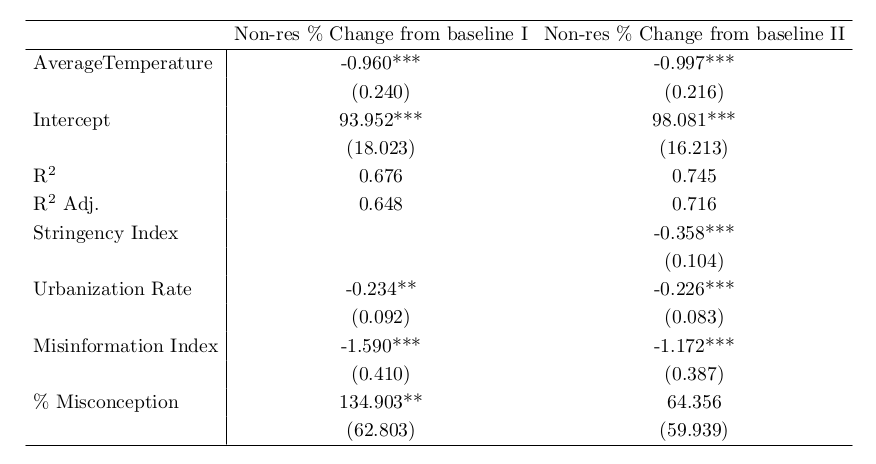 Non-res % Change from baseline I Non-res % Change from baseline II
AverageTemperature -0.960*** -0.997***
(0.240) (0.216)
Intercept 93.952*** 98.081***
(18.023) (16.213)
R² 0.676 0.745
R² Adj. 0.648 0.716
Stringency Index -0.358***
(0.104)
Urbanization Rate -0.234** -0.226***
(0.092) (0.083)
Misinformation Index -1.590*** -1.172***
(0.410) (0.387)
% Misconception 134.903** 64.356
(62.803) (59.939)